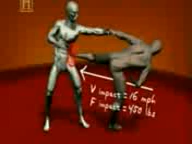 H
V impact = 16 mph
F impact = 450 lbs